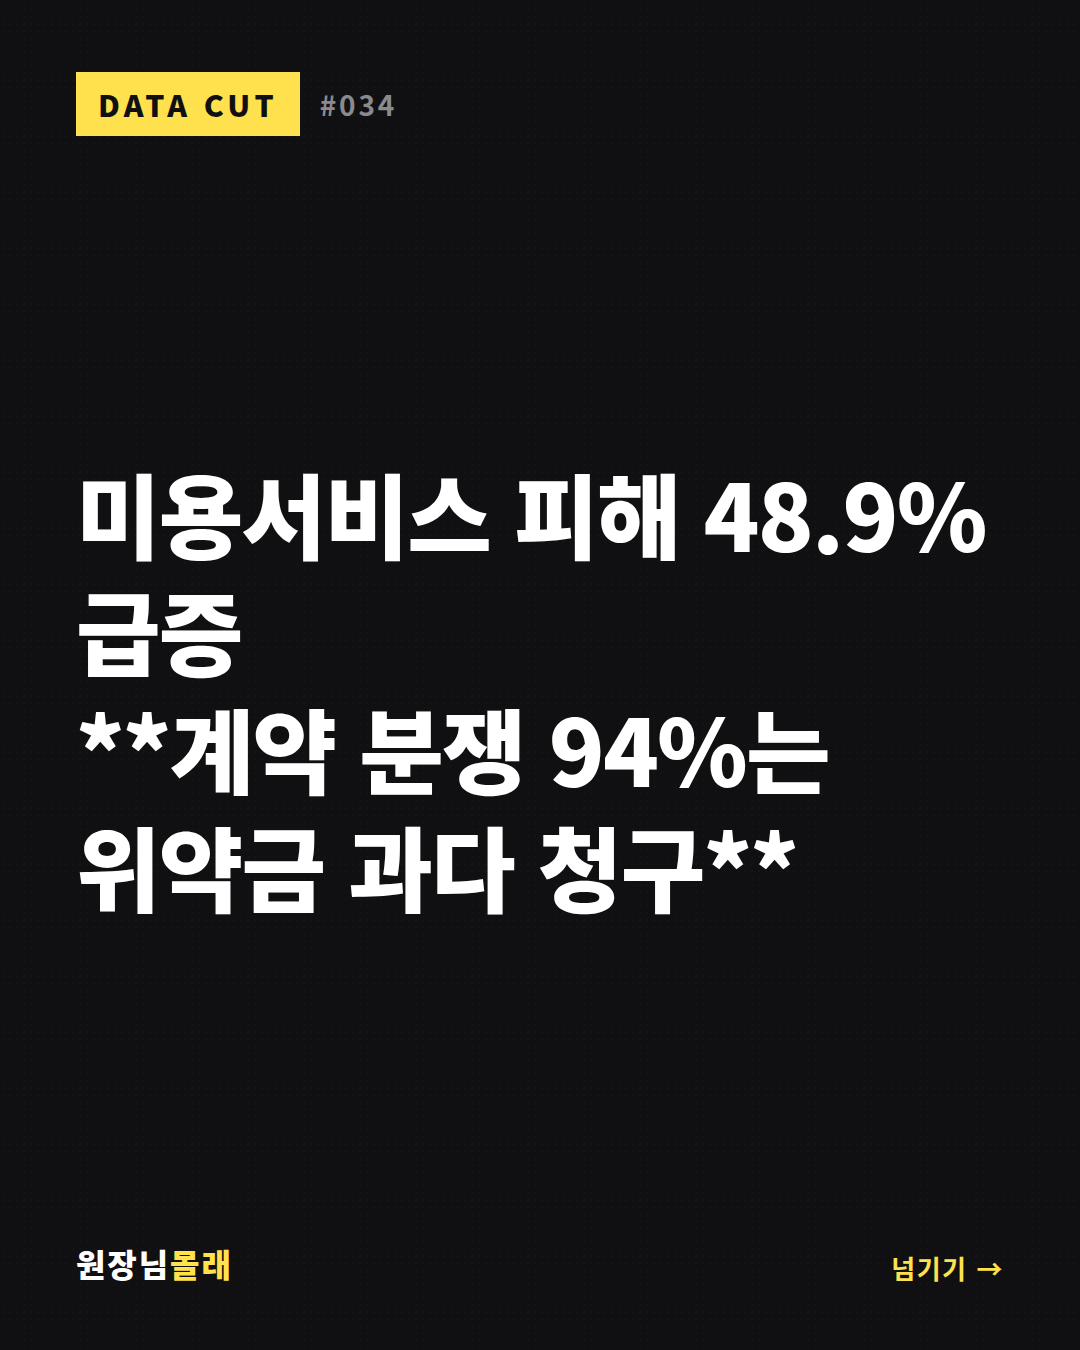 DATA CUT #034
미용서비스 피해 48.9%
급증
**계약 분쟁 94%는
위약금 과다 청구**
원장님몰래
넘기기 →